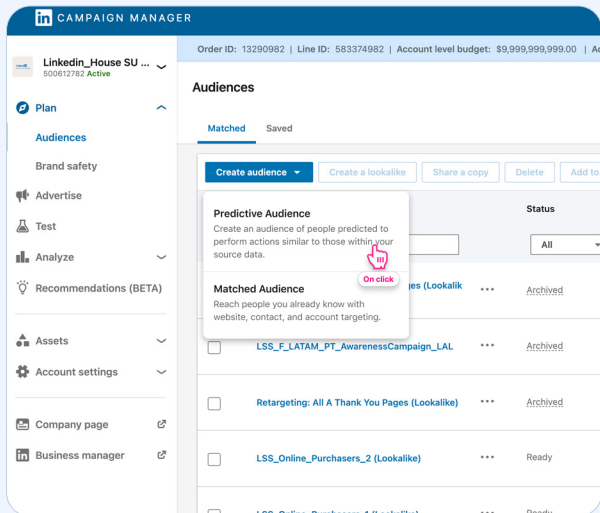 in CAMPAIGN MANAGER
Linkedin_House SU ...
500612782 Active
Plan
Audiences
Brand safety
Advertise
Test
Analyze
Recommendations (BETA)
Assets
Account settings
Company page
Business manager
Order ID: 13290982 | Line ID: 583374982 | Account level budget: $9,999,999,999.00 |
Audiences
Matched Saved
Create audience Create a lookalike Share a copy Delete Add to
Status
All
Predictive Audience
Create an audience of people predicted to
perform actions similar to those within your
source data.
On click
Matched Audience
Reach people you already know with
website, contact, and account targeting.
ges (Lookalik ... Archived
LSS_F_LATAM_PT_AwarenessCampaign_LAL ... Archived
Retargeting: All A Thank You Pages (Lookalike) ... Archived
LSS_Online_Purchasers_2 (Lookalike) ... Ready